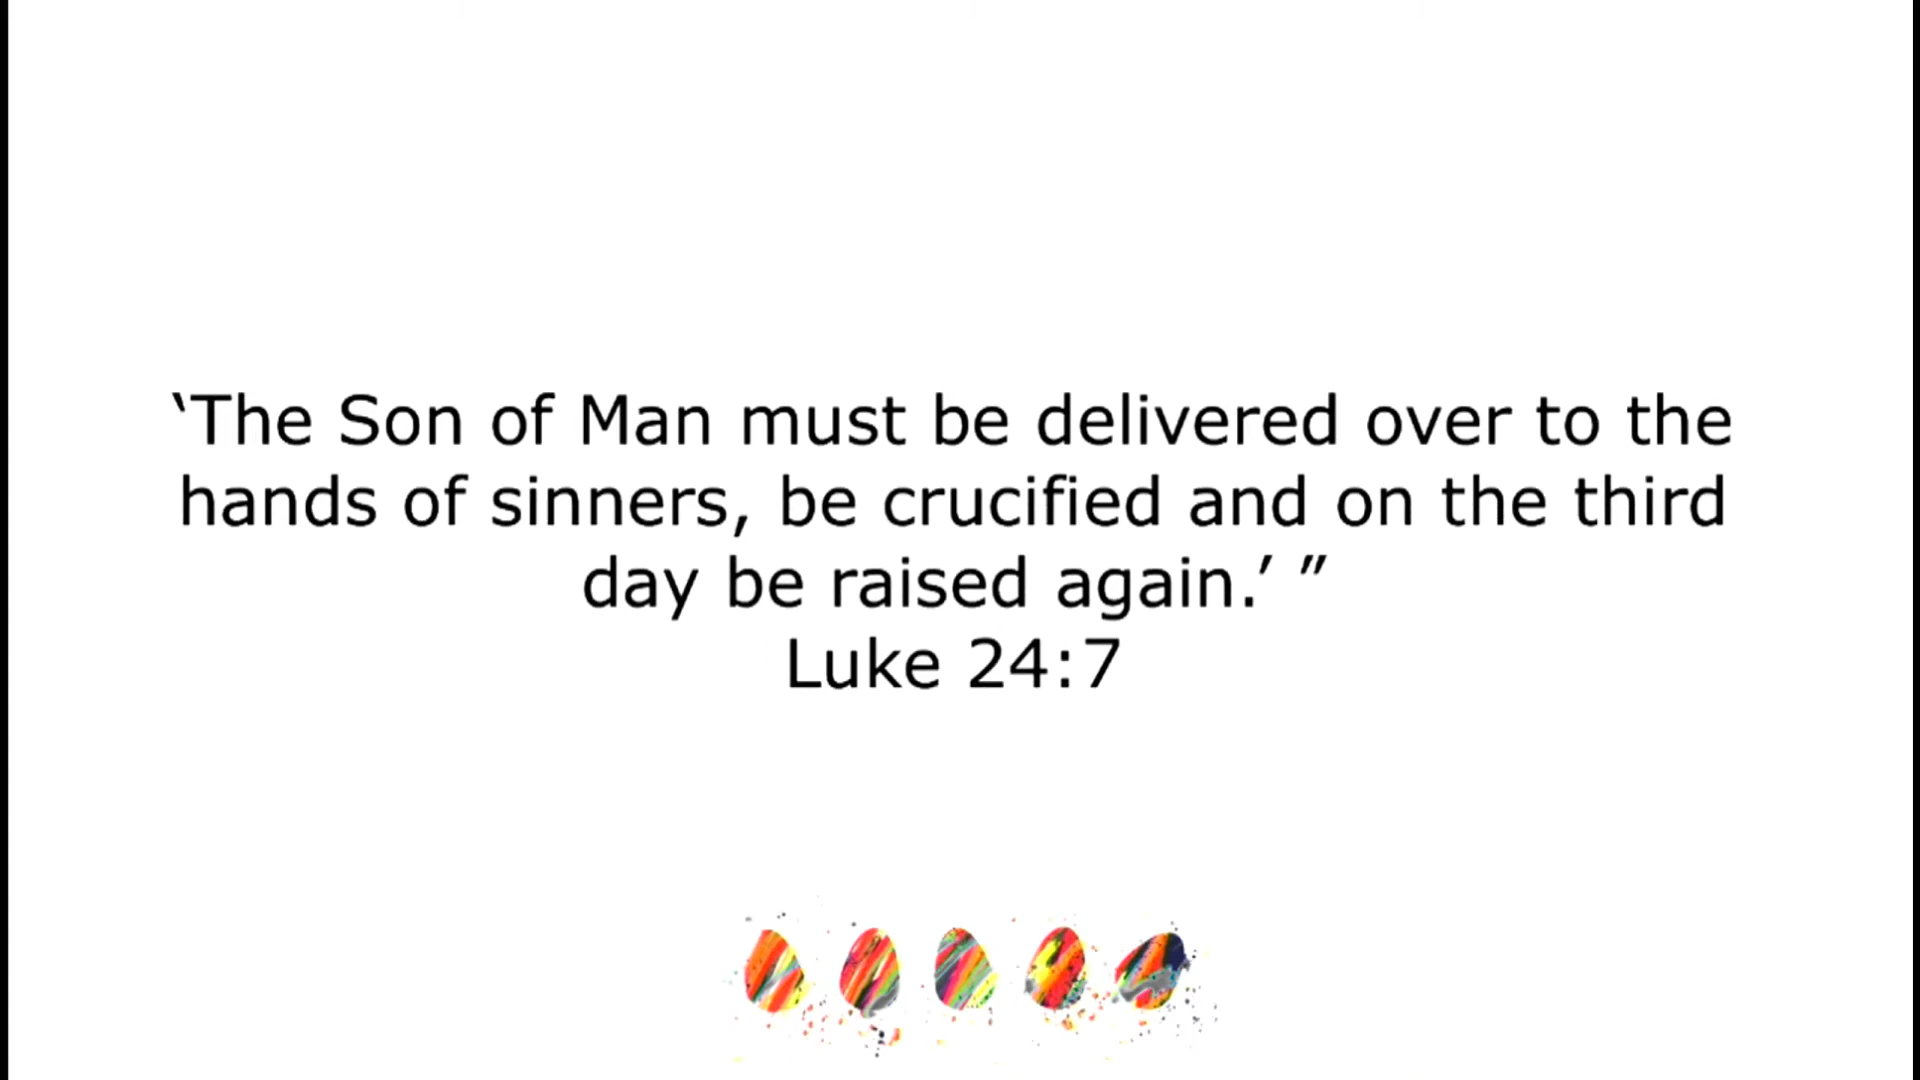 ‘The Son of Man must be delivered over to the
hands of sinners, be crucified and on the third
day be raised again.’ ”
Luke 24:7